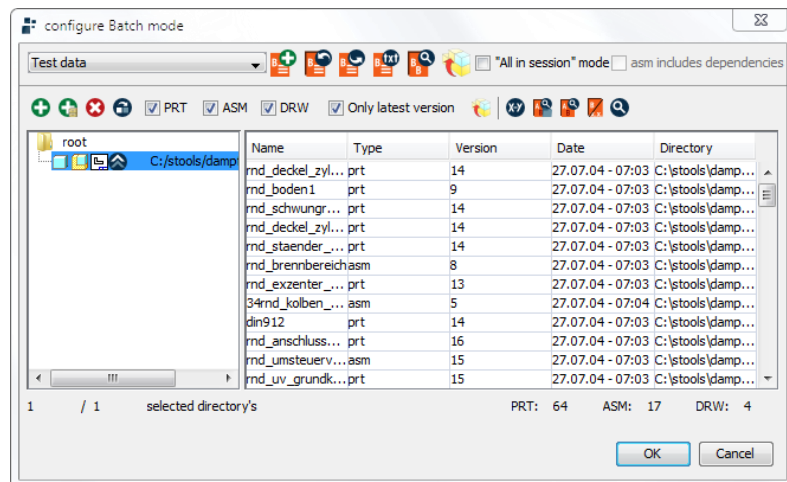 configure Batch mode
Test data "All in session" mode asm includes dependencies
PRT ASM DRW Only latest version
root
C:/stools/damp
Name Type Version Date Directory
rnd_deckel_zyl... prt 14 27.07.04 - 07:03 C:\stools\damp...
rnd_boden1 prt 9 27.07.04 - 07:03 C:\stools\damp...
rnd_schwungr... prt 14 27.07.04 - 07:03 C:\stools\damp...
rnd_deckel_zyl... prt 14 27.07.04 - 07:03 C:\stools\damp...
rnd_staender_... prt 14 27.07.04 - 07:03 C:\stools\damp...
rnd_brennbereich asm 8 27.07.04 - 07:03 C:\stools\damp...
rnd_exzenter_... prt 13 27.07.04 - 07:03 C:\stools\damp...
34rnd_kolben_... asm 5 27.07.04 - 07:04 C:\stools\damp...
din912 prt 14 27.07.04 - 07:03 C:\stools\damp...
rnd_anschluss... prt 16 27.07.04 - 07:03 C:\stools\damp...
rnd_umsteuerv... asm 15 27.07.04 - 07:03 C:\stools\damp...
rnd_uv_grundk... prt 15 27.07.04 - 07:03 C:\stools\damp...
1 / 1 selected directory's PRT: 64 ASM: 17 DRW: 4
OK Cancel